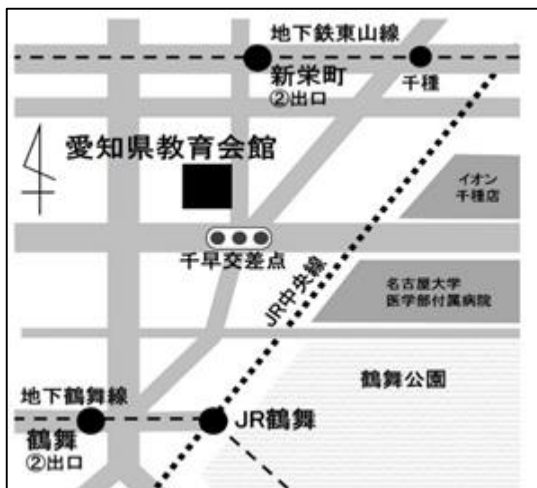 地下鉄東山線
新栄町
②出口
千種
愛知県教育会館
イオン
千種店
千早交差点
JR中央線
名古屋大学
医学部付属病院
鶴舞公園
地下鶴舞線
鶴舞
②出口
JR鶴舞